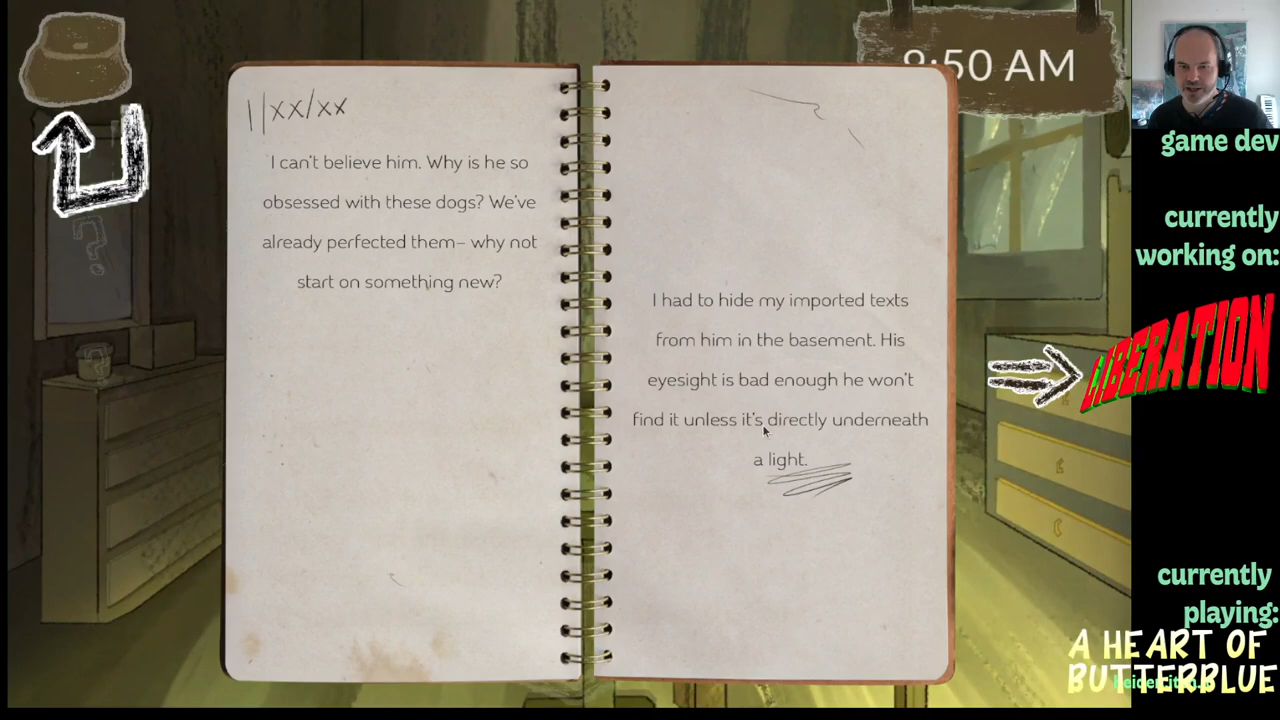 9:50 AM
1|xx/xx
I can't believe him. Why is he so
obsessed with these dogs? We've
already perfected them– why not
start on something new?
I had to hide my imported texts
from him in the basement. His
eyesight is bad enough he won't
find it unless it's directly underneath
a light.
?
?
game dev
currently
working on:
LIBERATION
currently
playing:
A HEART OF
BUTTERBLUE